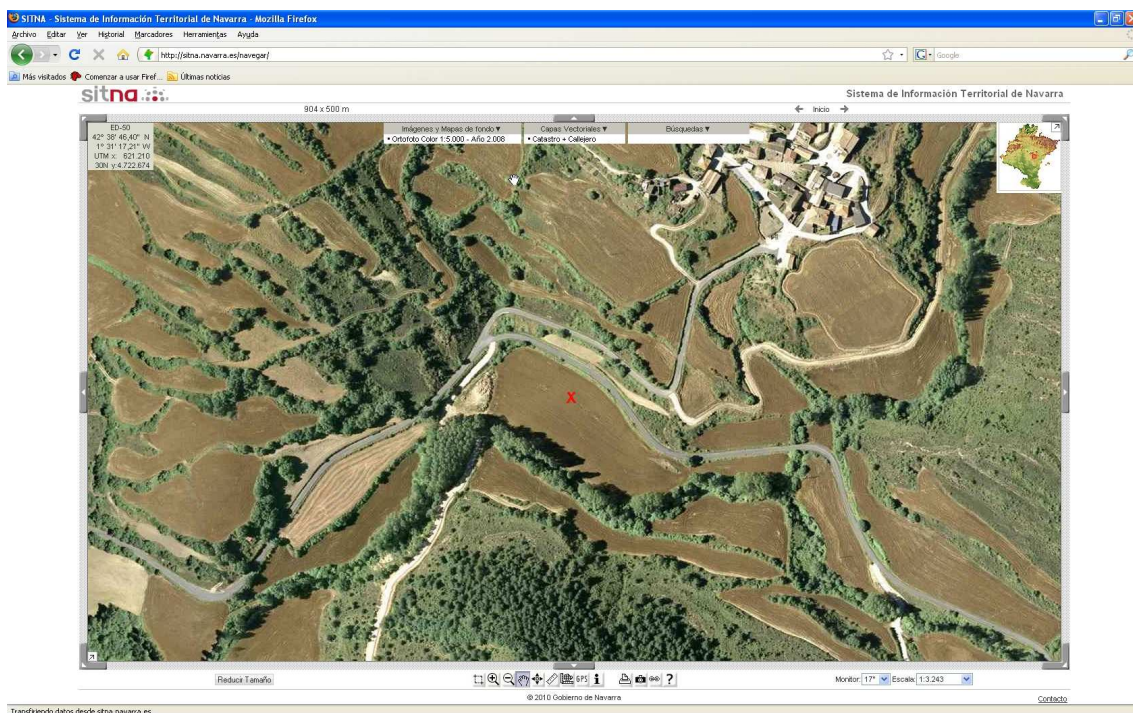 SITNA - Sistema de Información Territorial de Navarra - Mozilla Firefox
Archivo Editar Ver Historial Marcadores Herramientas Ayuda
http://sitna.navarra.es/navegar/
Google
Más visitados Comenzar a usar Firef... Últimas noticias
sitna
Sistema de Información Territorial de Navarra
904 x 500 m
Inicio
ED-50
42° 38' 46,40" N
1° 31' 17,21" W
UTM x: 621.210
30N y:4.722.674
Imágenes y Mapas de fondo ▼
Capas Vectoriales ▼
Búsquedas ▼
• Ortofoto Color 1:5.000 - Año 2.008
• Catastro + Callejero
X
Reducir Tamaño
GPS
i
?
Monitor: 17"
Escala: 1:3.243
© 2010 Gobierno de Navarra
Contacto
Transfiriendo datos desde sitna.navarra.es...